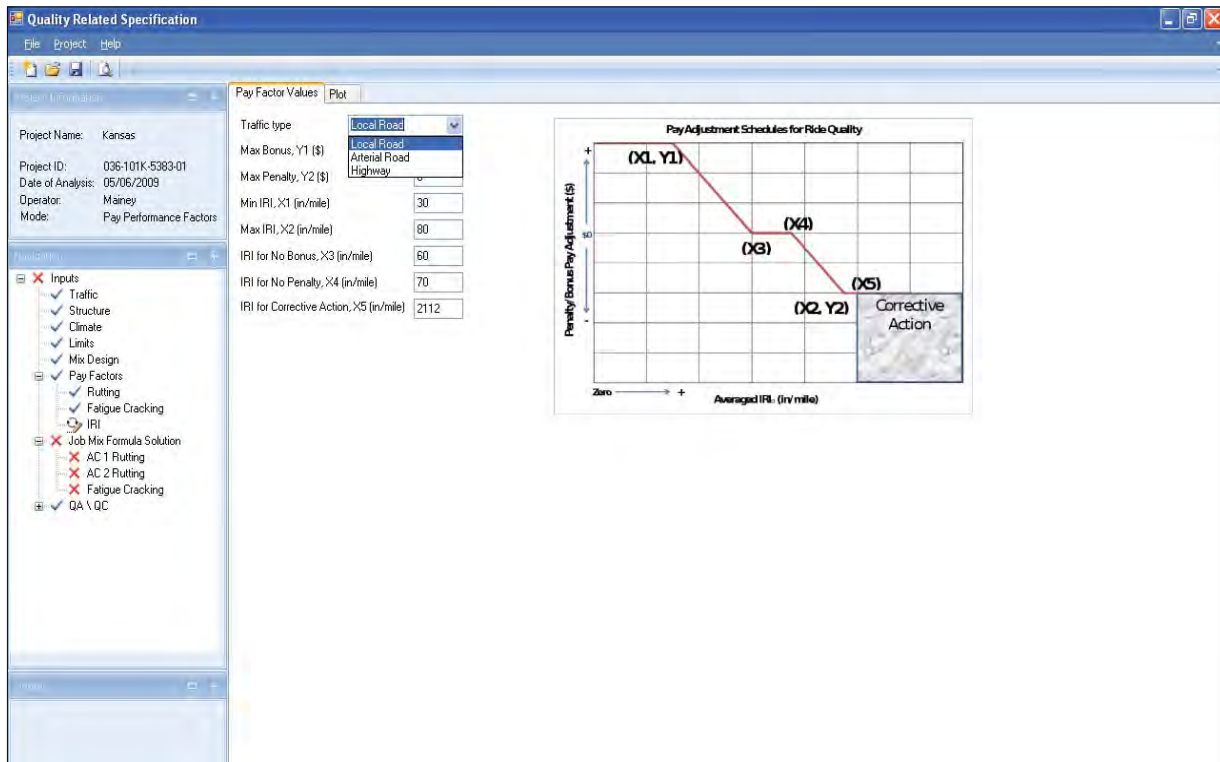 Quality Related Specification
File Project Help
Project Information
Project Name: kansas
Project ID: 036-101K-5383-01
Date of Analysis: 05/06/2009
Operator: Mainey
Mode: Pay Performance Factors
Navigation
Inputs
Traffic
Structure
Climate
Limits
Mix Design
Pay Factors
Rutting
Fatigue Cracking
IRI
Job Mix Formula Solution
AC 1 Rutting
AC 2 Rutting
Fatigue Cracking
QA \ QC
Pay Factor Values Plot
Traffic type Local Road
Local Road
Arterial Road
Highway
Max Bonus, Y1 ($)
Max Penalty, Y2 ($)
Min IRI, X1 (in/mile) 30
Max IRI, X2 (in/mile) 80
IRI for No Bonus, X3 (in/mile) 60
IRI for No Penalty, X4 (in/mile) 70
IRI for Corrective Action, X5 (in/mile) 2112
Pay Adjustment Schedules for Ride Quality
Penalty/Bonus Pay Adjustment ($)
+
$0
-
(X1, Y1)
(X4)
(X3)
(X5)
(X2, Y2)
Corrective
Action
Zero +
Averaged IRI0 (in/mile)